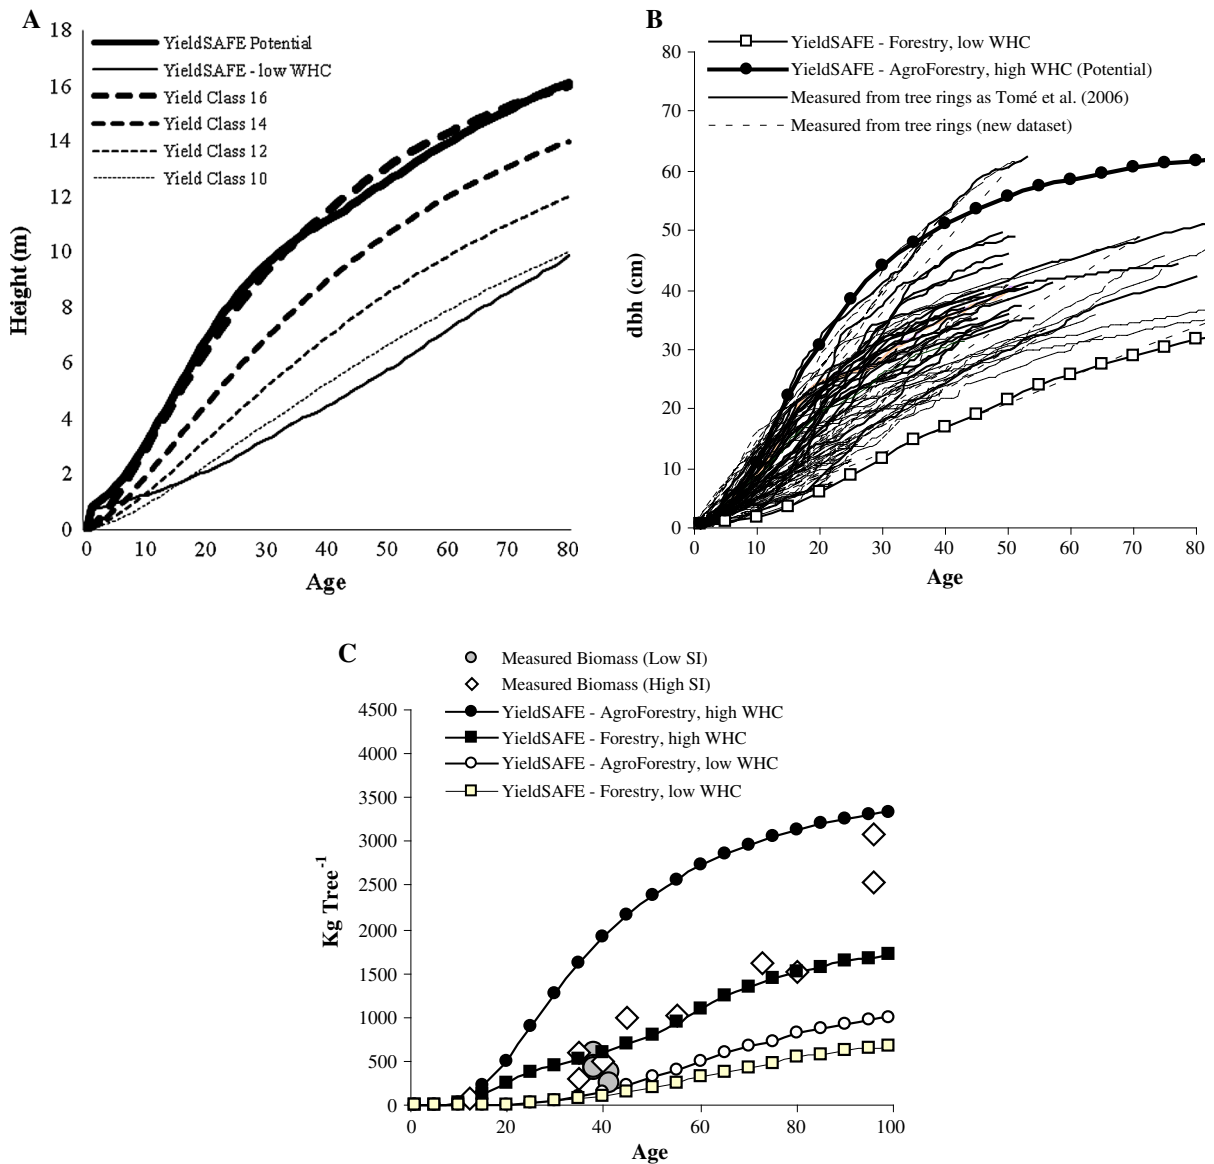 A
18
16
14
12
10
8
6
4
2
0
Height (m)
YieldSAFE Potential
YieldSAFE - low WHC
Yield Class 16
Yield Class 14
Yield Class 12
Yield Class 10
0 10 20 30 40 50 60 70 80
Age
B
80
70
60
50
40
30
20
10
0
dbh (cm)
YieldSAFE - Forestry, low WHC
YieldSAFE - AgroForestry, high WHC (Potential)
Measured from tree rings as Tomé et al. (2006)
Measured from tree rings (new dataset)
0 10 20 30 40 50 60 70 80
Age
C
Measured Biomass (Low SI)
Measured Biomass (High SI)
YieldSAFE - AgroForestry, high WHC
YieldSAFE - Forestry, high WHC
YieldSAFE - AgroForestry, low WHC
YieldSAFE - Forestry, low WHC
4500
4000
3500
3000
2500
2000
1500
1000
500
0
Kg Tree-1
0 20 40 60 80 100
Age